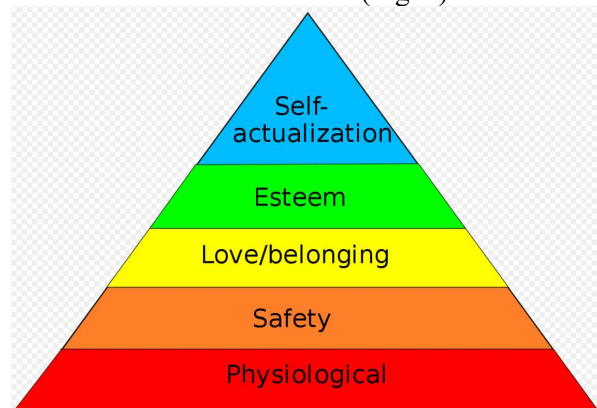 Self-
actualization
Esteem
Love/belonging
Safety
Physiological